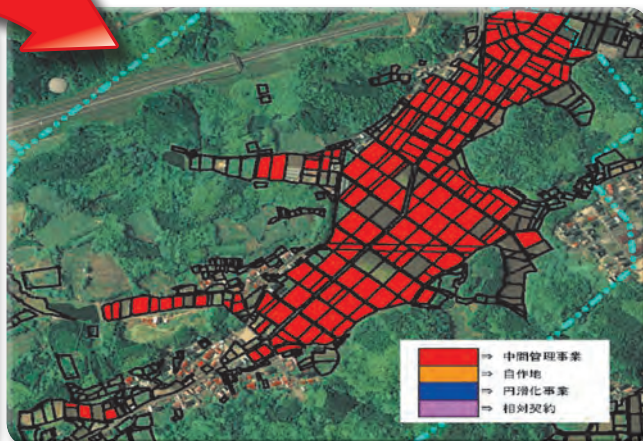 ⇒ 中間管理事業
⇒ 自作地
⇒ 円滑化事業
⇒ 相対契約